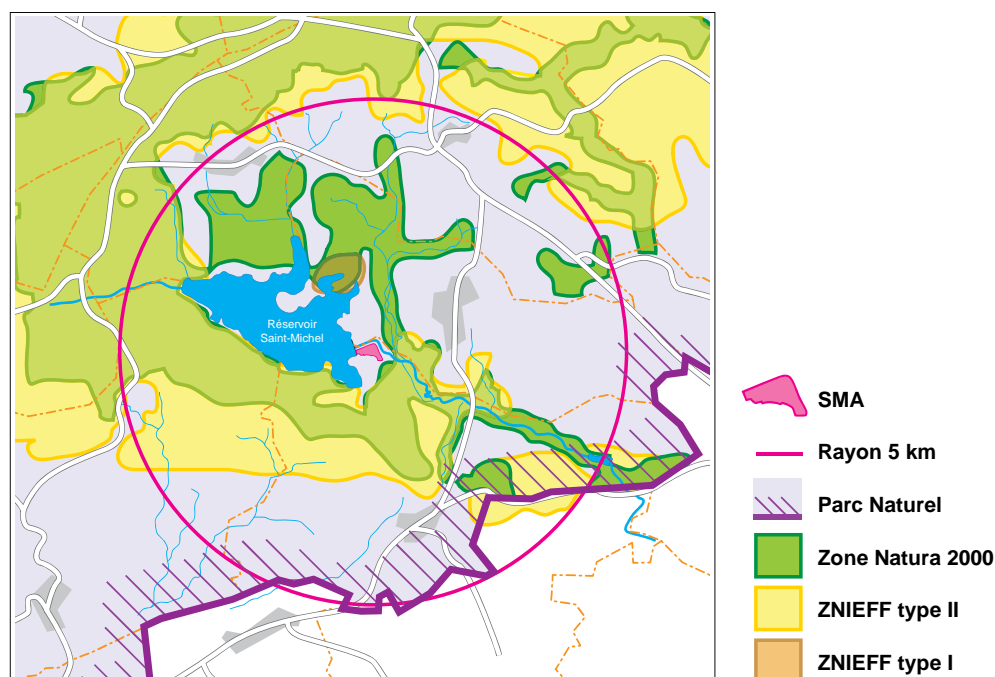 Réservoir
Saint-Michel
SMA
Rayon 5 km
Parc Naturel
Zone Natura 2000
ZNIEFF type II
ZNIEFF type I